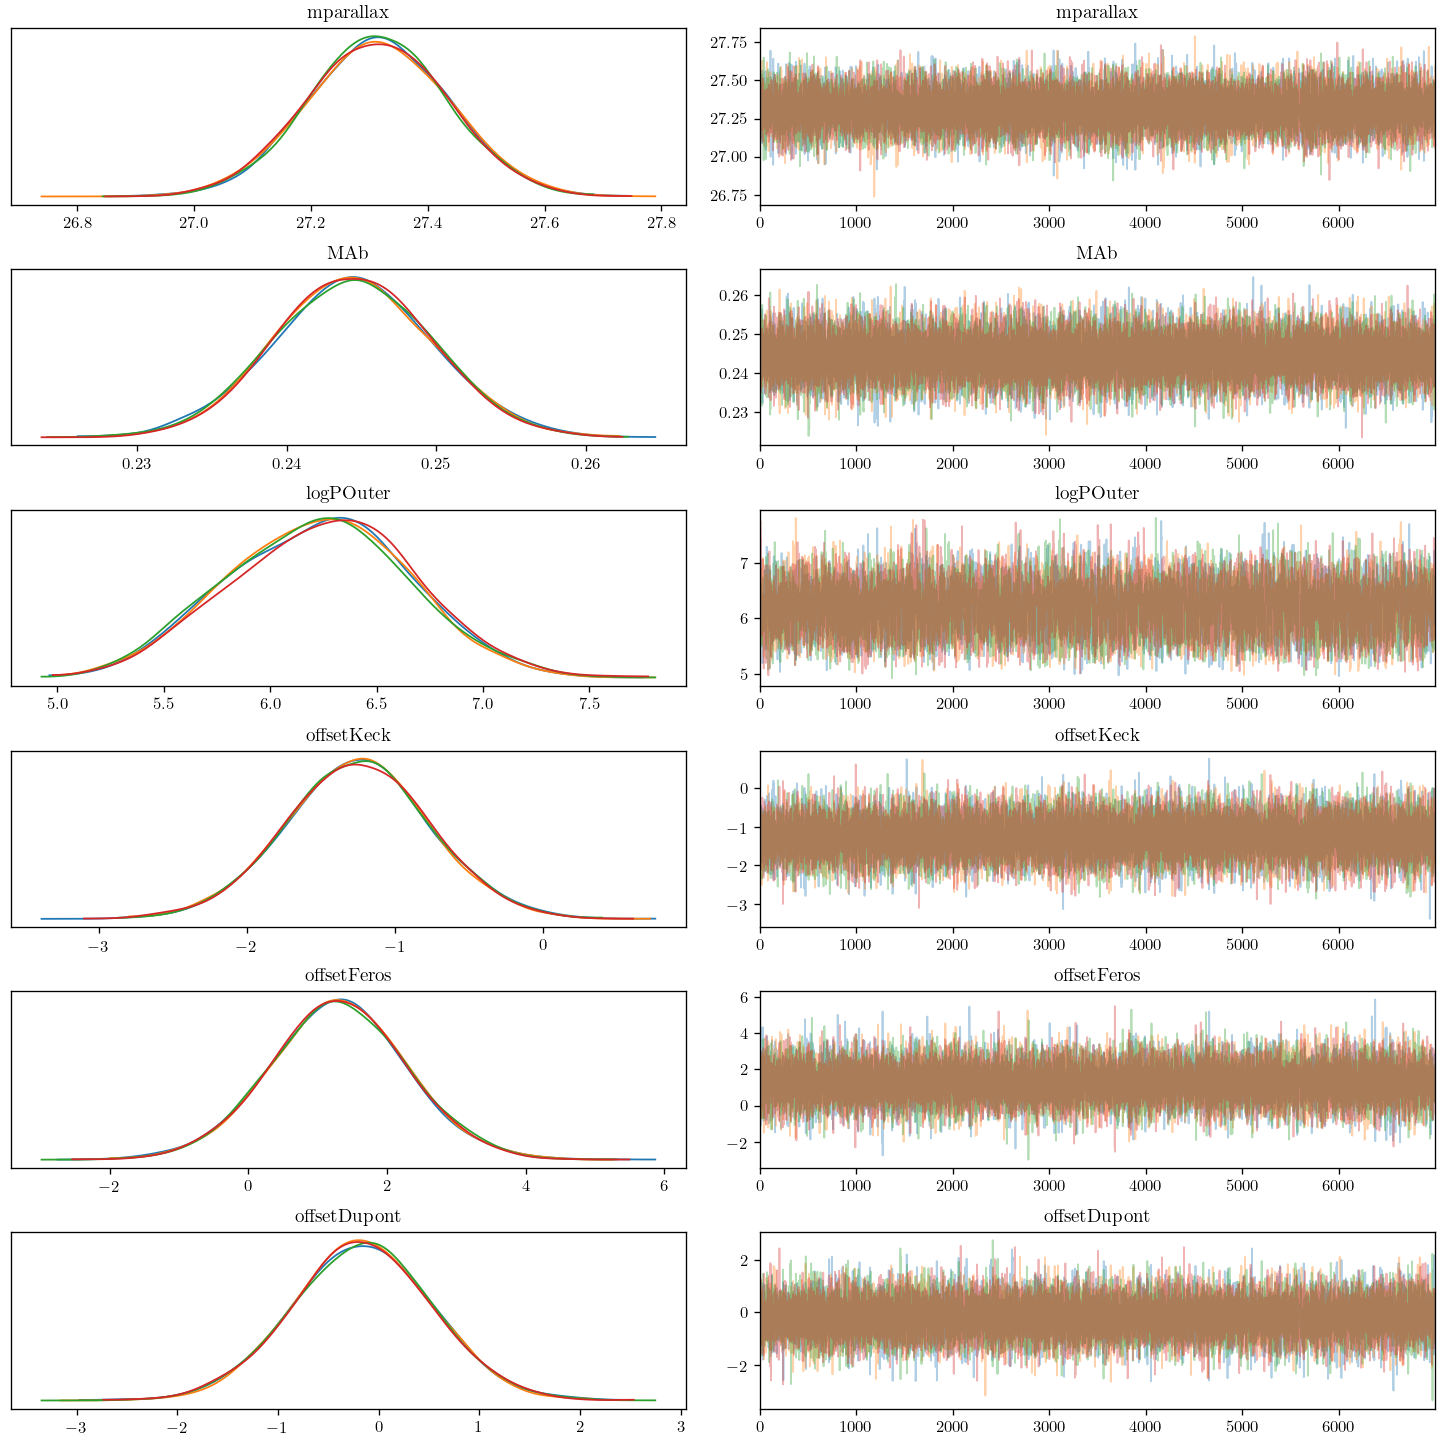 mparallax mparallax
27.75
27.50
27.25
27.00
26.75
26.8 27.0 27.2 27.4 27.6 27.8 0 1000 2000 3000 4000 5000 6000
MAb MAb
0.26
0.25
0.24
0.23
0.23 0.24 0.25 0.26 0 1000 2000 3000 4000 5000 6000
logPOuter logPOuter
7
6
5
5.0 5.5 6.0 6.5 7.0 7.5 0 1000 2000 3000 4000 5000 6000
offsetKeck offsetKeck
0
−1
−2
−3
−3 −2 −1 0 0 1000 2000 3000 4000 5000 6000
offsetFeros offsetFeros
6
4
2
0
−2
−2 0 2 4 6 0 1000 2000 3000 4000 5000 6000
offsetDupont offsetDupont
2
0
−2
−3 −2 −1 0 1 2 3 0 1000 2000 3000 4000 5000 6000